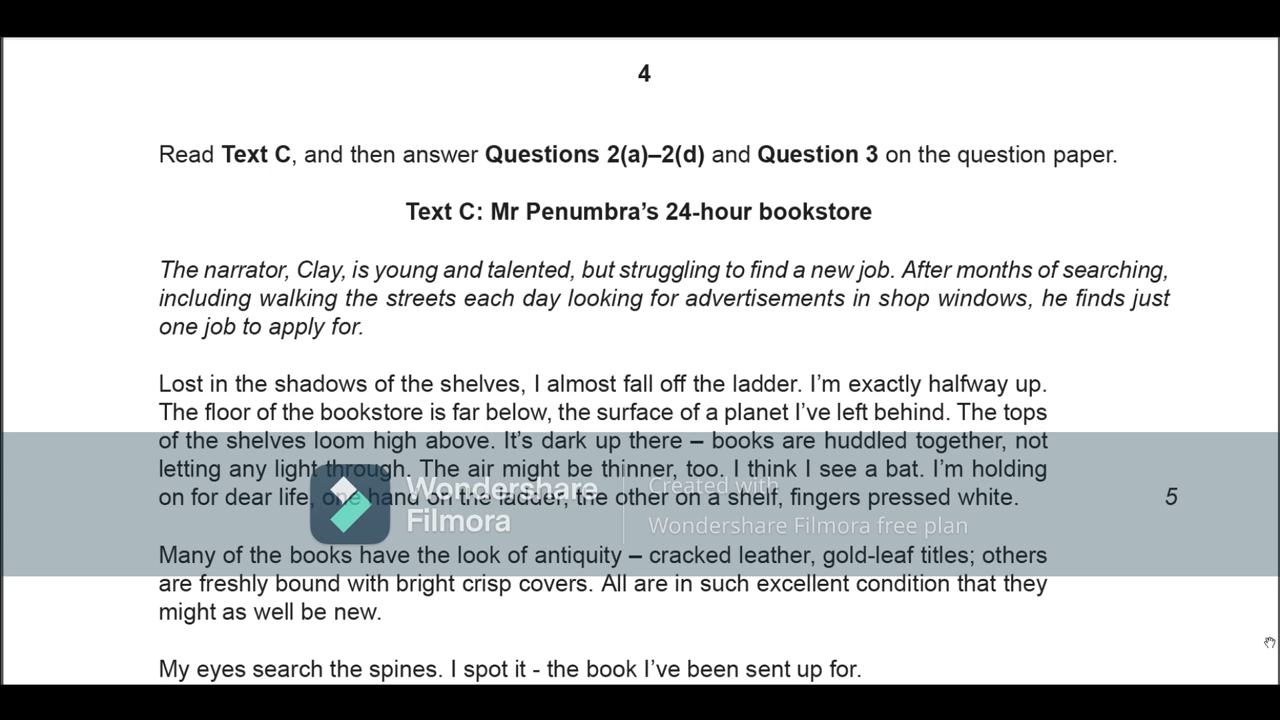 4
Read Text C, and then answer Questions 2(a)–2(d) and Question 3 on the question paper.
Text C: Mr Penumbra's 24-hour bookstore
The narrator, Clay, is young and talented, but struggling to find a new job. After months of searching,
including walking the streets each day looking for advertisements in shop windows, he finds just
one job to apply for.
Lost in the shadows of the shelves, I almost fall off the ladder. I'm exactly halfway up.
The floor of the bookstore is far below, the surface of a planet I've left behind. The tops
of the shelves loom high above. It's dark up there – books are huddled together, not
letting any light through. The air might be thinner, too. I think I see a bat. I'm holding
on for dear life, one hand on the ladder, the other on a shelf, fingers pressed white. 5
Wondershare
Filmora
Created with
Wondershare Filmora free plan
Many of the books have the look of antiquity – cracked leather, gold-leaf titles; others
are freshly bound with bright crisp covers. All are in such excellent condition that they
might as well be new.
My eyes search the spines. I spot it - the book I've been sent up for.